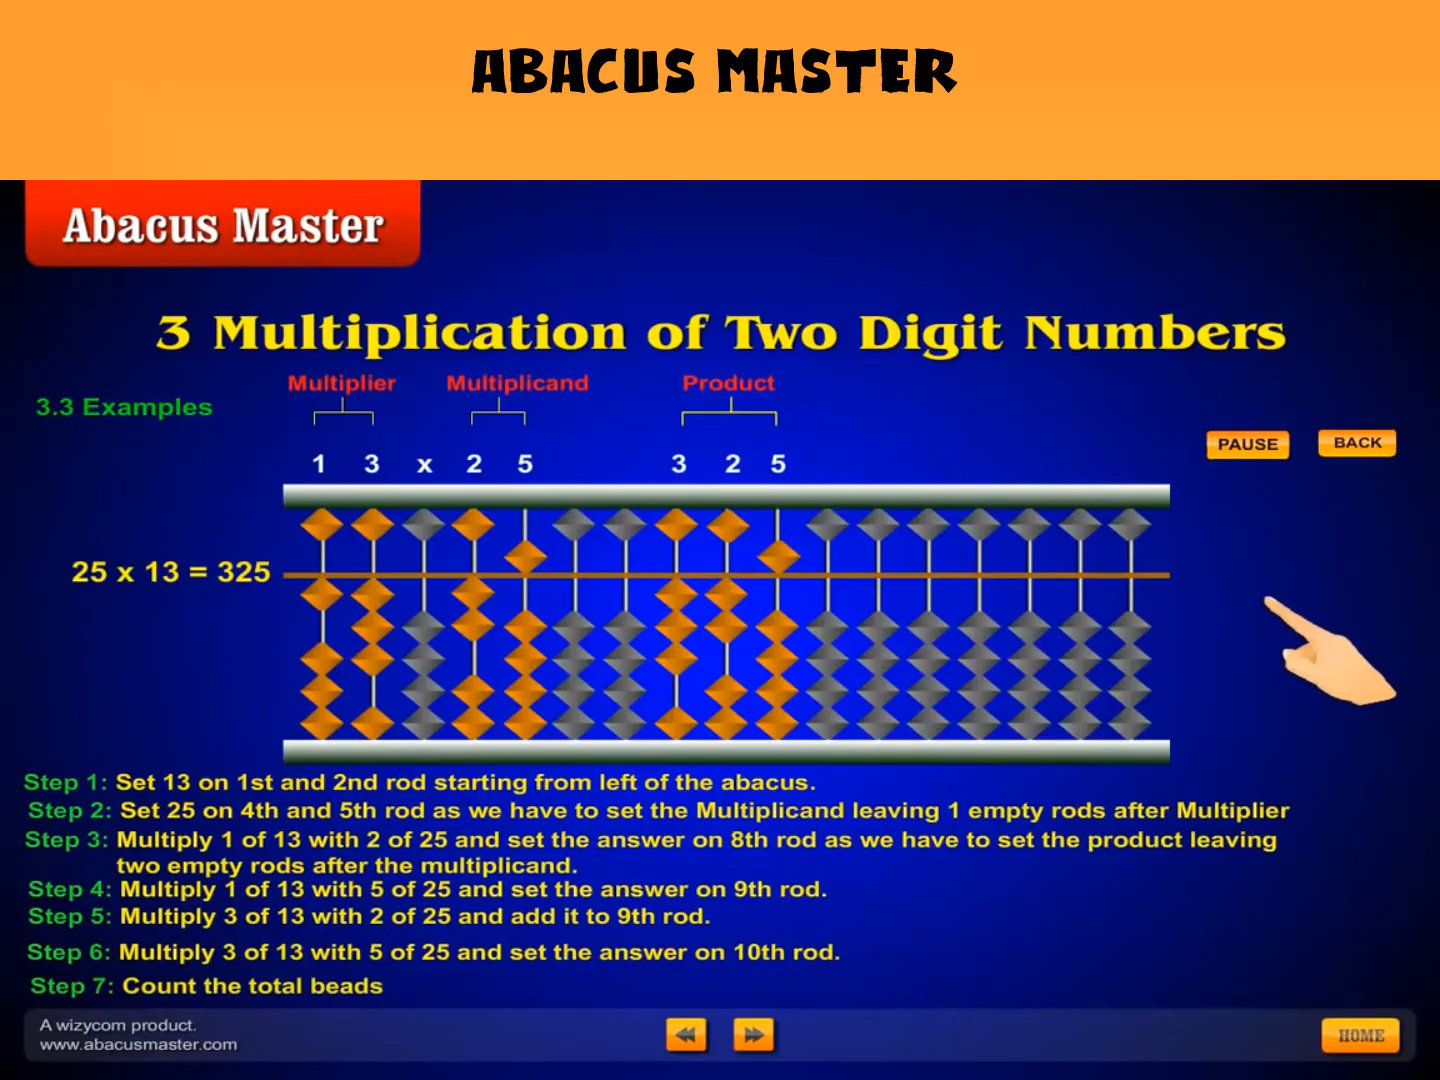 ABACUS MASTER
Abacus Master
3 Multiplication of Two Digit Numbers
Multiplier Multiplicand Product
3.3 Examples
PAUSE BACK
1 3 x 2 5 3 2 5
25 x 13 = 325
Step 1: Set 13 on 1st and 2nd rod starting from left of the abacus.
Step 2: Set 25 on 4th and 5th rod as we have to set the Multiplicand leaving 1 empty rods after Multiplier
Step 3: Multiply 1 of 13 with 2 of 25 and set the answer on 8th rod as we have to set the product leaving
two empty rods after the multiplicand.
Step 4: Multiply 1 of 13 with 5 of 25 and set the answer on 9th rod.
Step 5: Multiply 3 of 13 with 2 of 25 and add it to 9th rod.
Step 6: Multiply 3 of 13 with 5 of 25 and set the answer on 10th rod.
Step 7: Count the total beads
A wizycom product.
www.abacusmaster.com
HOME